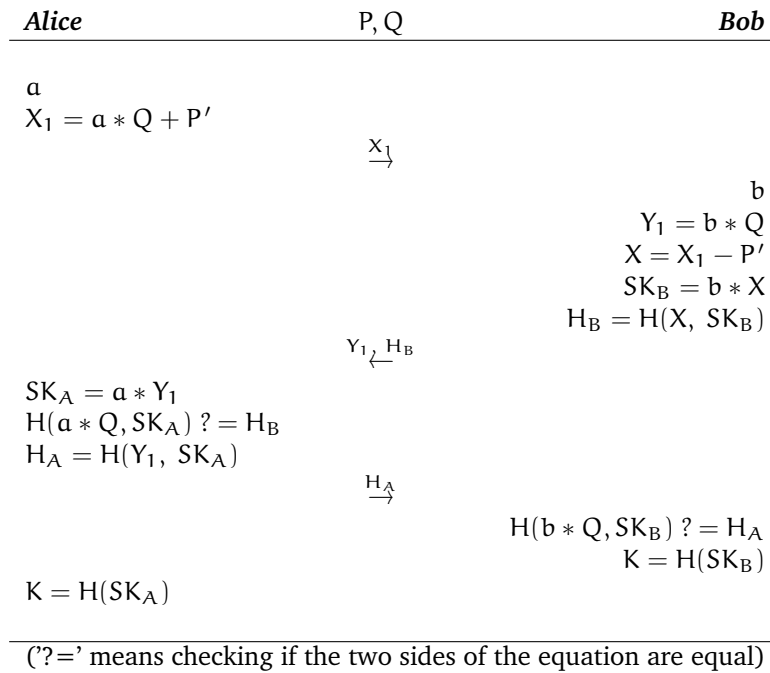 Alice P, Q Bob
a
X₁ = a ∗ Q + P′
X₁
→
b
Y₁ = b ∗ Q
X = X₁ − P′
SK_B = b ∗ X
H_B = H(X, SK_B)
Y₁, H_B
←
SK_A = a ∗ Y₁
H(a ∗ Q, SK_A) ?= H_B
H_A = H(Y₁, SK_A)
H_A
→
H(b ∗ Q, SK_B) ?= H_A
K = H(SK_B)
K = H(SK_A)
('?=' means checking if the two sides of the equation are equal)